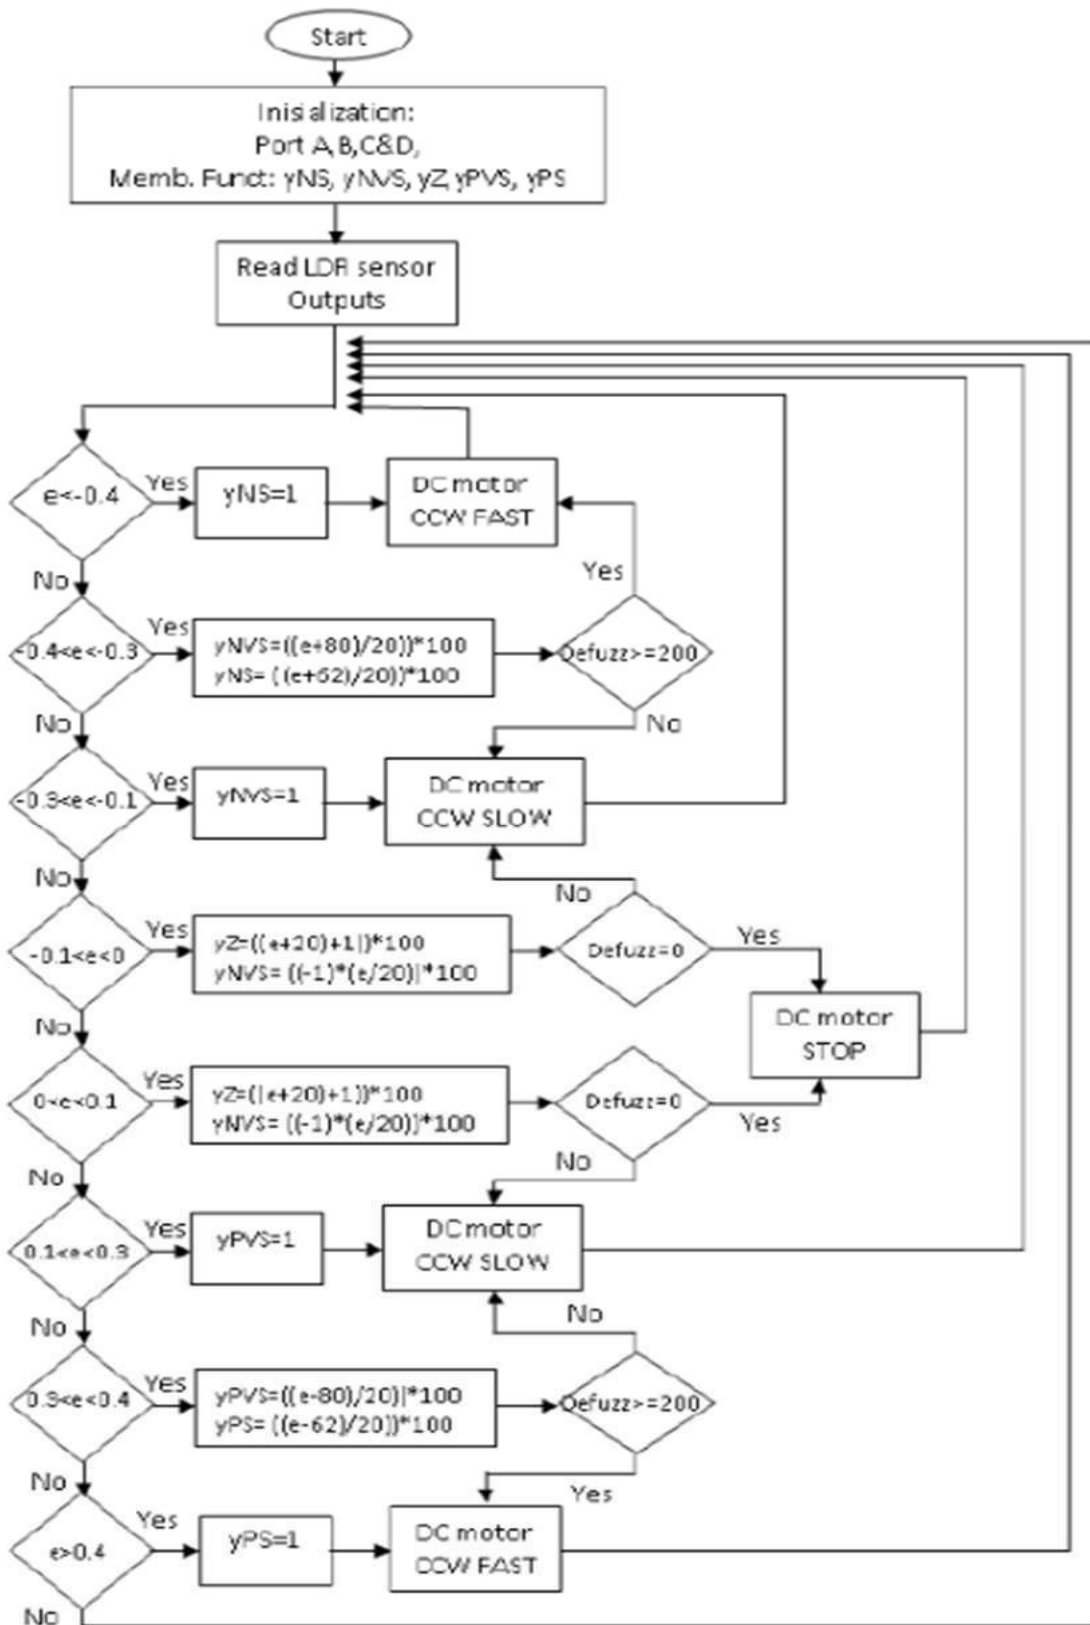 Start
Inisialization:
Port A,B,C&D,
Memb. Funct: yNS, yNVS, yZ,yPVS, yPS
Read LDR sensor
Outputs
e<-0.4
Yes
yNS=1
DC motor
CCW FAST
No
Yes
-0.4<e<-0.3
Yes
yNVS=((e+80)/20))*100
yNS= ((e+62)/20))*100
Defuzz>=200
No
No
-0.3<e<-0.1
Yes
yNVS=1
DC motor
CCW SLOW
No
No
-0.1<e<0
Yes
yZ=((e+20)+1))*100
yNVS= ((-1)*(e/20))*100
Defuzz=0
Yes
No
DC motor
STOP
0<e<0.1
Yes
yZ=((e+20)+1))*100
yNVS= ((-1)*(e/20))*100
Defuzz=0
Yes
No
No
0.1<e<0.3
Yes
yPVS=1
DC motor
CCW SLOW
No
No
0.3<e<0.4
Yes
yPVS=((e-80)/20))*100
yPS= ((e-62)/20))*100
Defuzz>=200
No
Yes
e>0.4
Yes
yPS=1
DC motor
CCW FAST
No